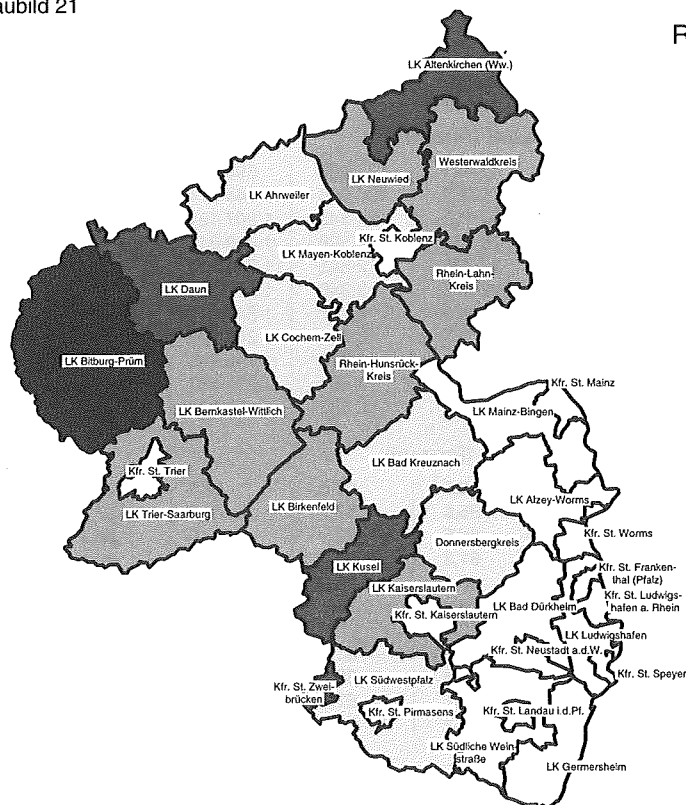 aubild 21
R
LK Altenkirchen (Ww.)
Westerwaldkreis
LK Neuwied
LK Ahrweiler
Kfr. St. Koblenz
LK Mayen-Koblenz
Rhein-Lahn-
Kreis
LK Daun
LK Cochem-Zell
LK Bitburg-Prüm
Rhein-Hunsrück-
Kreis
Kfr. St. Mainz
LK Mainz-Bingen
LK Bernkastel-Wittlich
LK Bad Kreuznach
Kfr. St. Trier
LK Alzey-Worms
LK Birkenfeld
LK Trier-Saarburg
Kfr. St. Worms
Donnersbergkreis
LK Kusel
Kfr. St. Franken-
thal (Pfalz)
LK Kaiserslautern
Kfr. St. Ludwigs-
hafen a. Rhein
LK Bad Dürkheim
Kfr. St. Kaiserslautern
LK Ludwigshafen
Kfr. St. Neustadt a.d.W.
Kfr. St. Speyer
LK Südwestpfalz
Kfr. St. Zwei-
brücken
Kfr. St. Pirmasens
Kfr. St. Landau i.d.Pf.
LK Südliche Wein-
straße
LK Germersheim